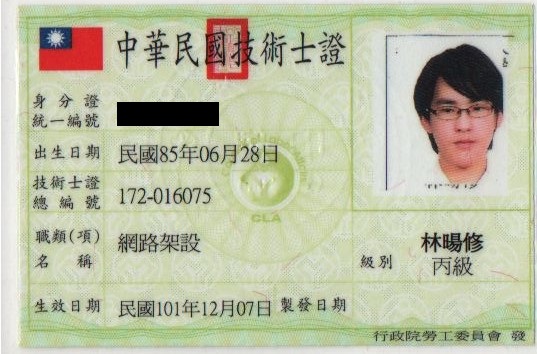 中華民國技術士證
身分證
統一編號
出生日期 民國85年06月28日
技術士證
總編號 172-016075
CLA
職類(項)
名稱 網路架設
林暘修
級別 丙級
生效日期 民國101年12月07日 製發日期
行政院勞工委員會 發